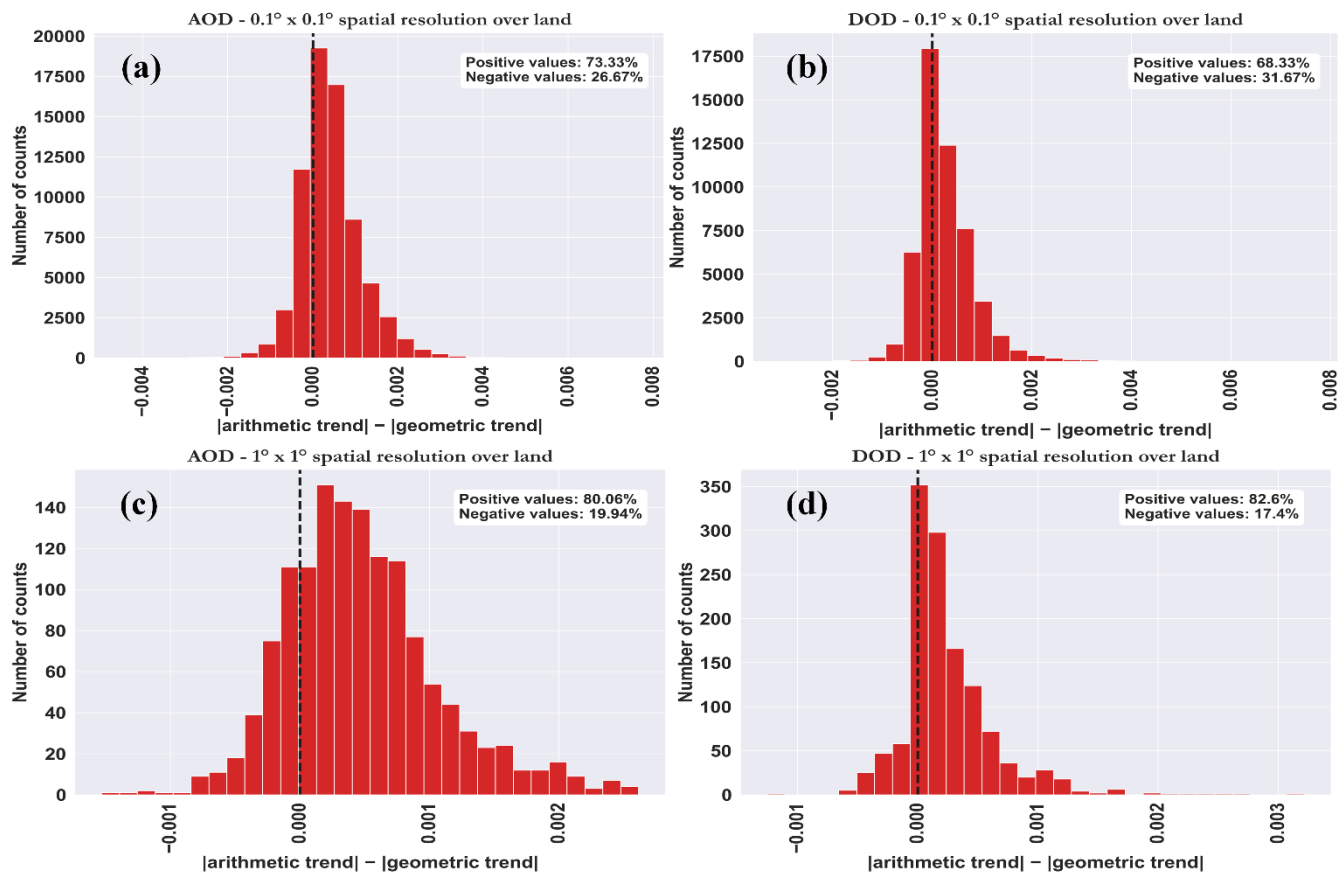 AOD - 0.1° x 0.1° spatial resolution over land
(a)
Positive values: 73.33%
Negative values: 26.67%
Number of counts
20000
17500
15000
12500
10000
7500
5000
2500
0
−0.004
−0.002
0.000
0.002
0.004
0.006
0.008
|arithmetic trend| − |geometric trend|
DOD - 0.1° x 0.1° spatial resolution over land
(b)
Positive values: 68.33%
Negative values: 31.67%
Number of counts
17500
15000
12500
10000
7500
5000
2500
0
−0.002
0.000
0.002
0.004
0.006
0.008
|arithmetic trend| − |geometric trend|
AOD - 1° x 1° spatial resolution over land
(c)
Positive values: 80.06%
Negative values: 19.94%
Number of counts
140
120
100
80
60
40
20
0
−0.001
0.000
0.001
0.002
|arithmetic trend| − |geometric trend|
DOD - 1° x 1° spatial resolution over land
(d)
Positive values: 82.6%
Negative values: 17.4%
Number of counts
350
300
250
200
150
100
50
0
−0.001
0.000
0.001
0.002
0.003
|arithmetic trend| − |geometric trend|